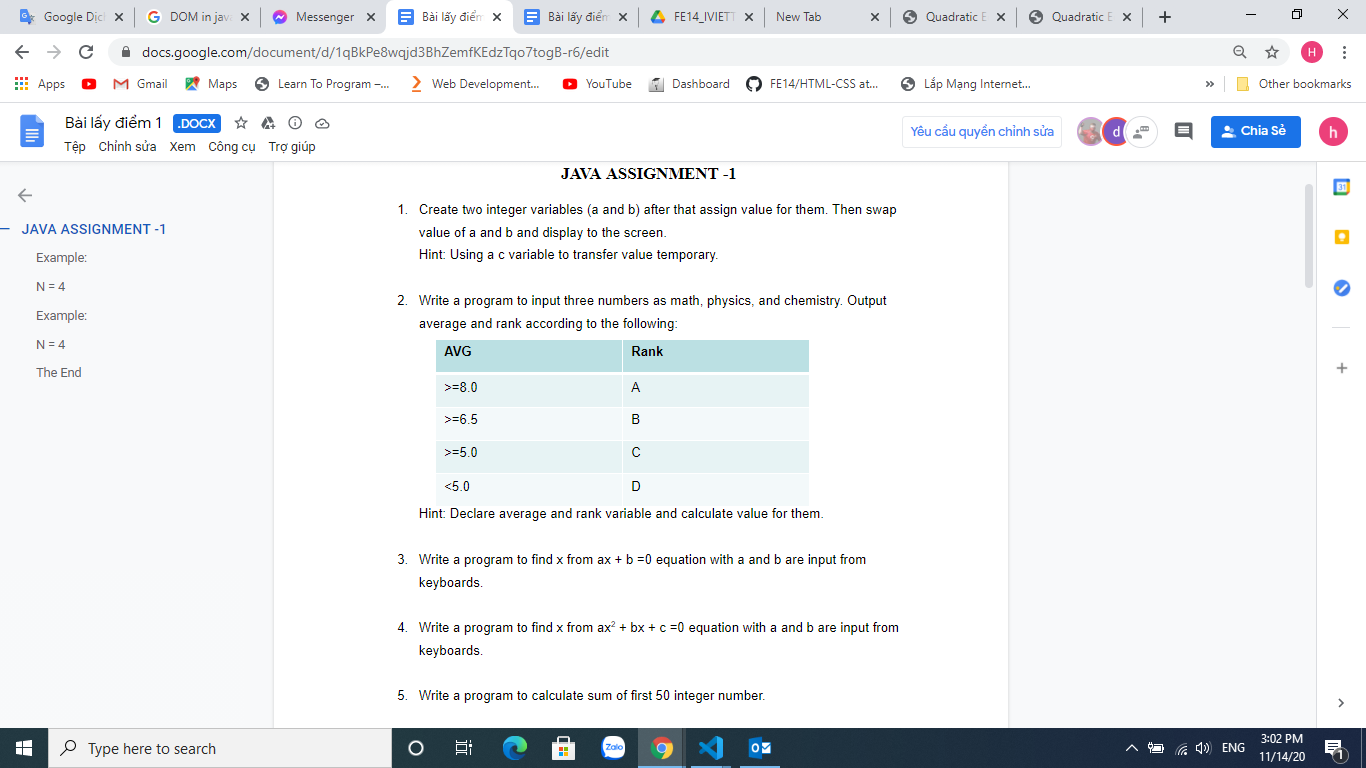 Google Dịc
DOM in java
Messenger
Bài lấy điểm
Bài lấy điểm
FE14_IVIETT
New Tab
Quadratic E
Quadratic E
docs.google.com/document/d/1qBkPe8wqjd3BhZemfKEdzTqo7togB-r6/edit
H
Apps
Gmail
Maps
Learn To Program –...
Web Development...
YouTube
Dashboard
FE14/HTML-CSS at...
Lắp Mạng Internet...
»
Other bookmarks
Bài lấy điểm 1 .DOCX
Tệp Chỉnh sửa Xem Công cụ Trợ giúp
Yêu cầu quyền chỉnh sửa
d
Chia Sẻ
h
JAVA ASSIGNMENT -1
Example:
N = 4
Example:
N = 4
The End
JAVA ASSIGNMENT -1
1. Create two integer variables (a and b) after that assign value for them. Then swap
value of a and b and display to the screen.
Hint: Using a c variable to transfer value temporary.
2. Write a program to input three numbers as math, physics, and chemistry. Output
average and rank according to the following:
AVG Rank
>=8.0 A
>=6.5 B
>=5.0 C
<5.0 D
Hint: Declare average and rank variable and calculate value for them.
3. Write a program to find x from ax + b =0 equation with a and b are input from
keyboards.
4. Write a program to find x from ax² + bx + c =0 equation with a and b are input from
keyboards.
5. Write a program to calculate sum of first 50 integer number.
31
Type here to search
Zalo
ENG
3:02 PM
11/14/20
1